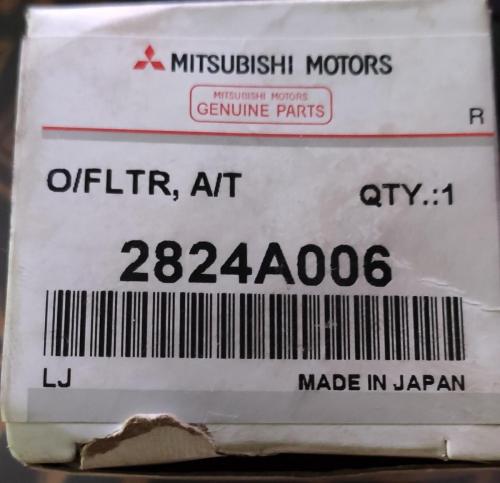 MITSUBISHI MOTORS
MITSUBISHI MOTORS
GENUINE PARTS
R
O/FLTR, A/T QTY.:1
2824A006
LJ MADE IN JAPAN